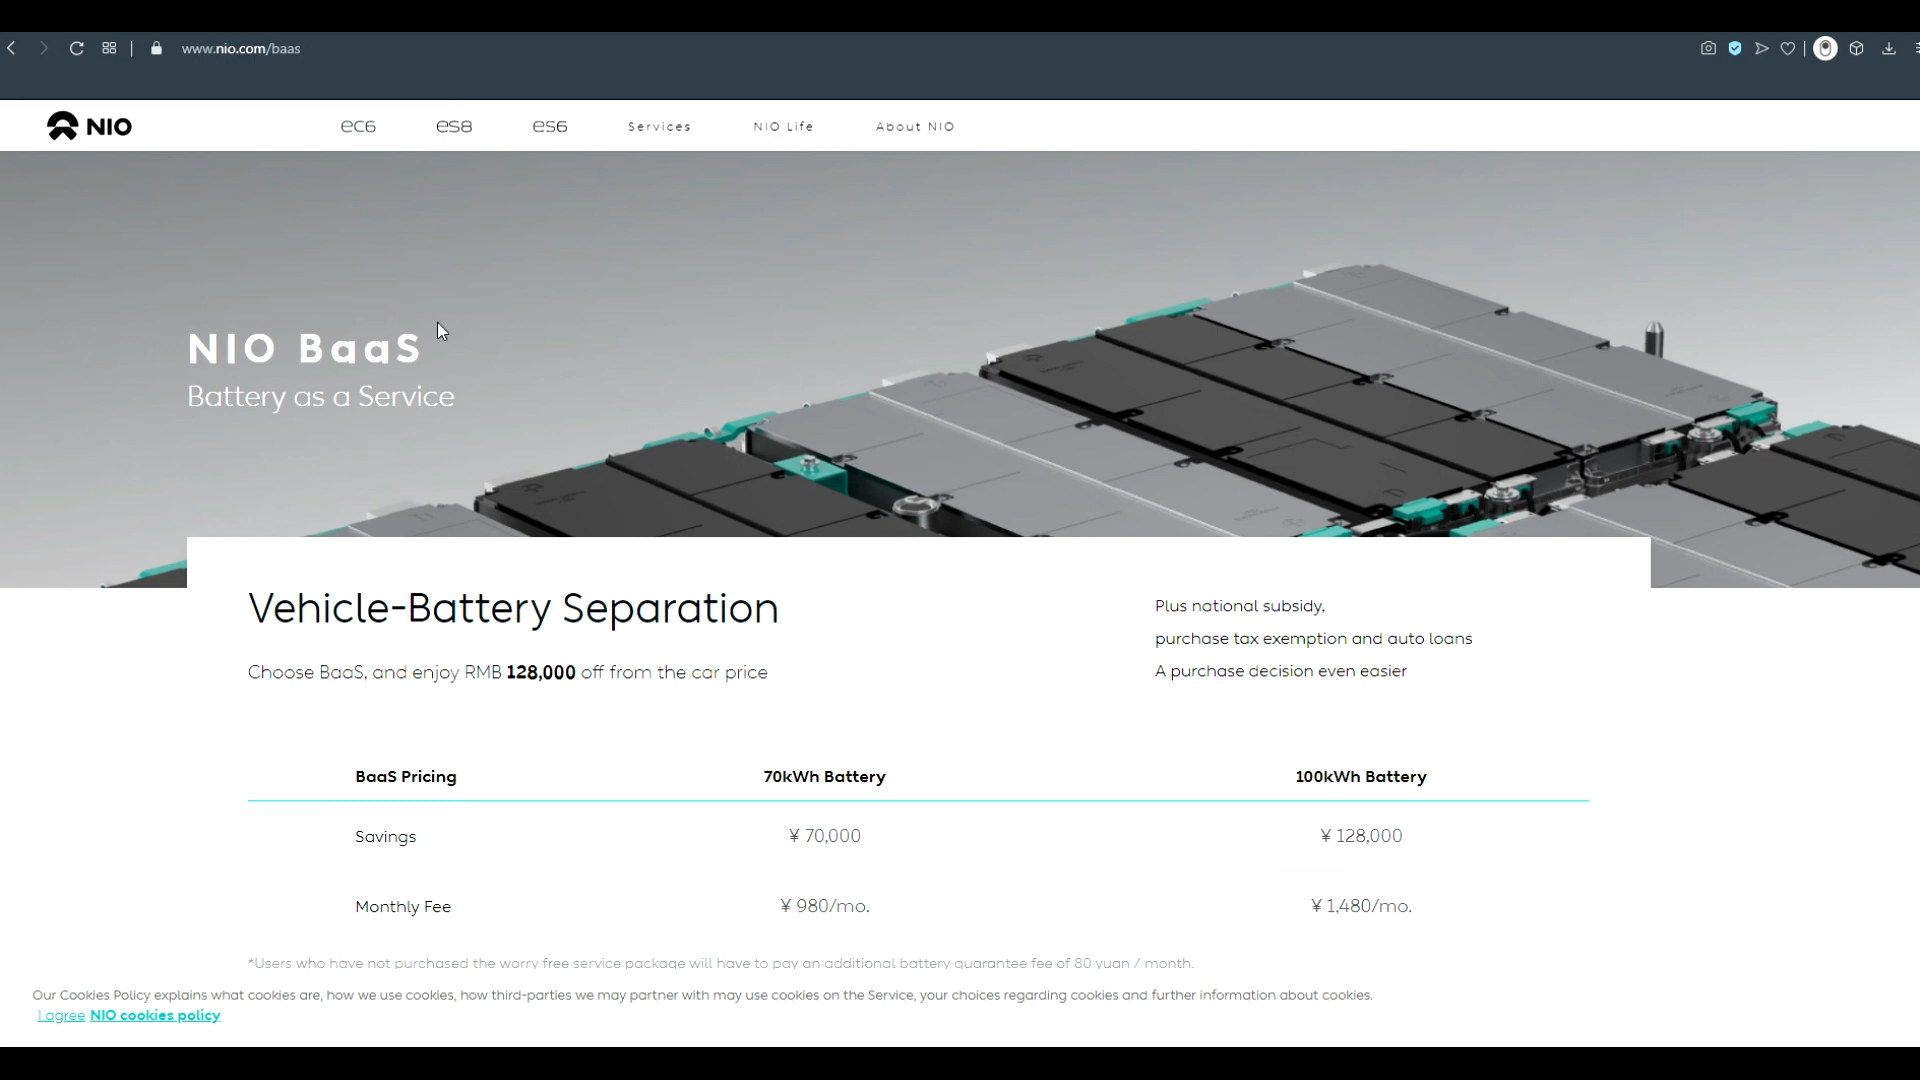 www.nio.com/baas
NIO
ec6 es8 es6 Services NIO Life About NIO
NIO BaaS
Battery as a Service
Vehicle-Battery Separation
Choose BaaS, and enjoy RMB 128,000 off from the car price
Plus national subsidy,
purchase tax exemption and auto loans
A purchase decision even easier
BaaS Pricing 70kWh Battery 100kWh Battery
Savings ¥ 70,000 ¥ 128,000
Monthly Fee ¥ 980/mo. ¥ 1,480/mo.
*Users who have not purchased the worry free service package will have to pay an additional battery guarantee fee of 80 yuan / month.
Our Cookies Policy explains what cookies are, how we use cookies, how third-parties we may partner with may use cookies on the Service, your choices regarding cookies and further information about cookies.
I agree NIO cookies policy